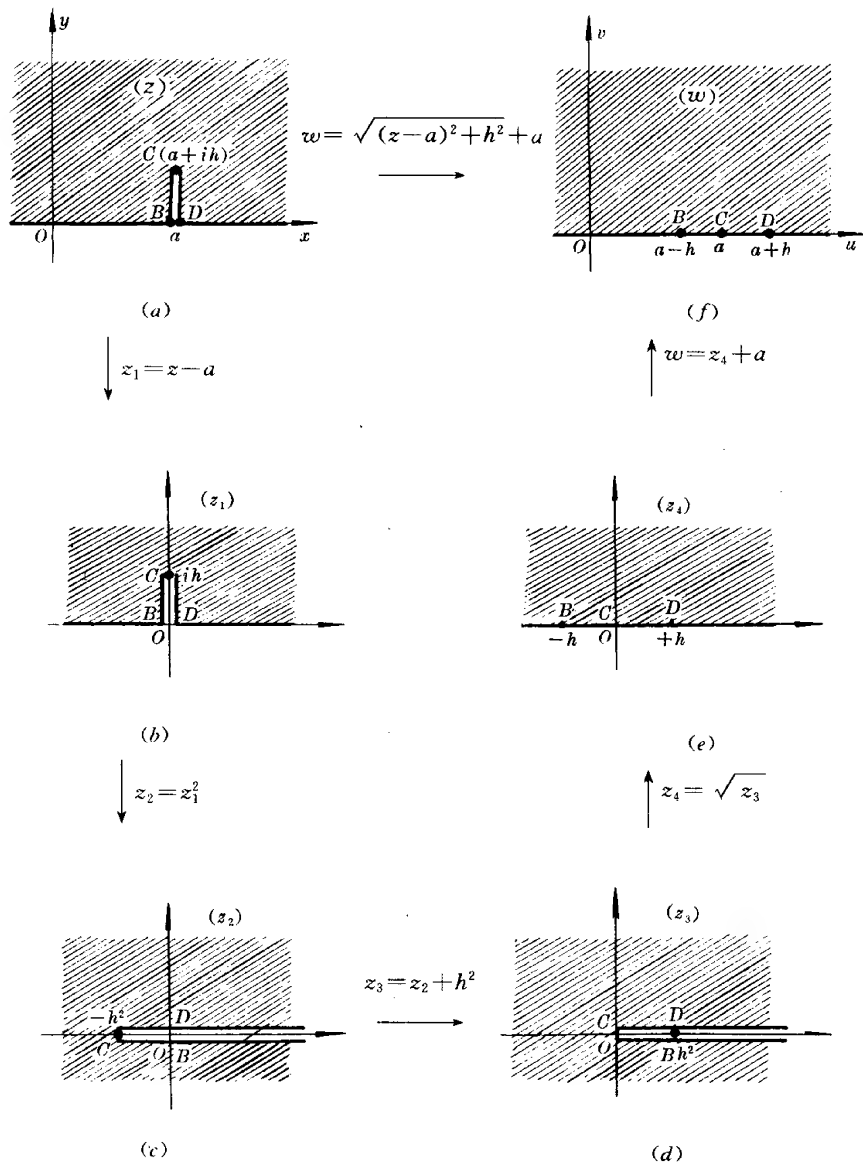 y
v
(z)
(w)
w=√(z−a)²+h²+a
C(a+ih)
B D
B C D
O a x
O a−h a a+h u
(a)
(f)
z₁=z−a
w=z₄+a
(z₁)
(z₄)
C ih
B D
B C D
O
−h O +h
(b)
(e)
z₂=z₁²
z₄=√z₃
(z₂)
(z₃)
z₃=z₂+h²
−h² D
C D
C O B
O B h²
(c)
(d)